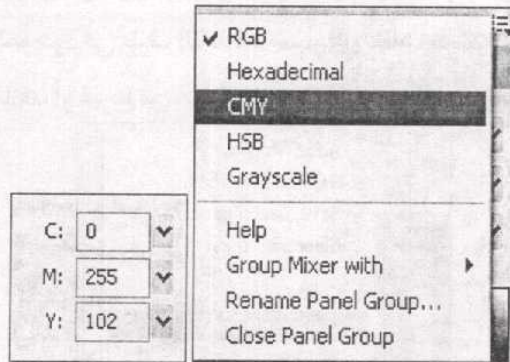 ✓ RGB
Hexadecimal
CMY
HSB
Grayscale
Help
Group Mixer with
Rename Panel Group...
Close Panel Group
C: 0
M: 255
Y: 102